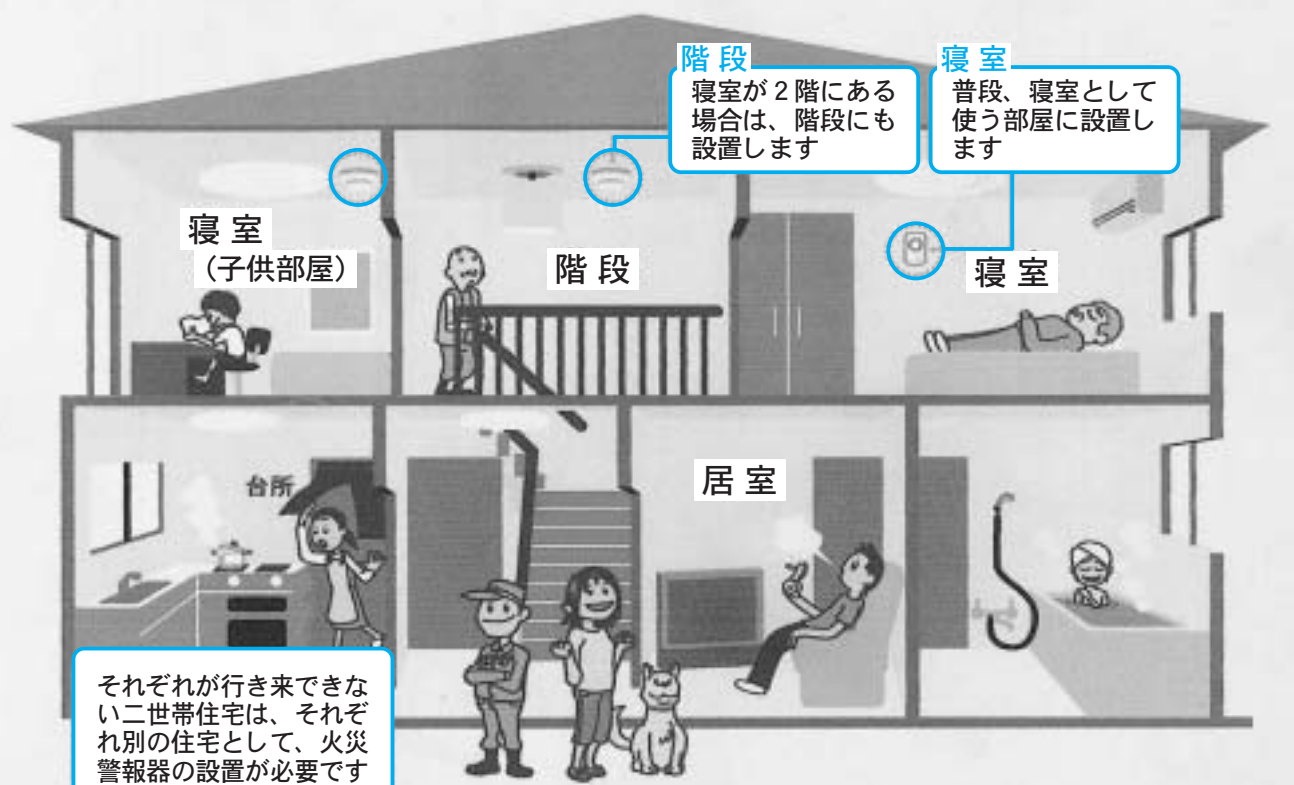 階段
寝室が2階にある
場合は、階段にも
設置します
寝室
普段、寝室として
使う部屋に設置し
ます
寝室
（子供部屋）
階段
寝室
台所
居室
それぞれが行き来できな
い二世帯住宅は、それぞ
れ別の住宅として、火災
警報器の設置が必要です